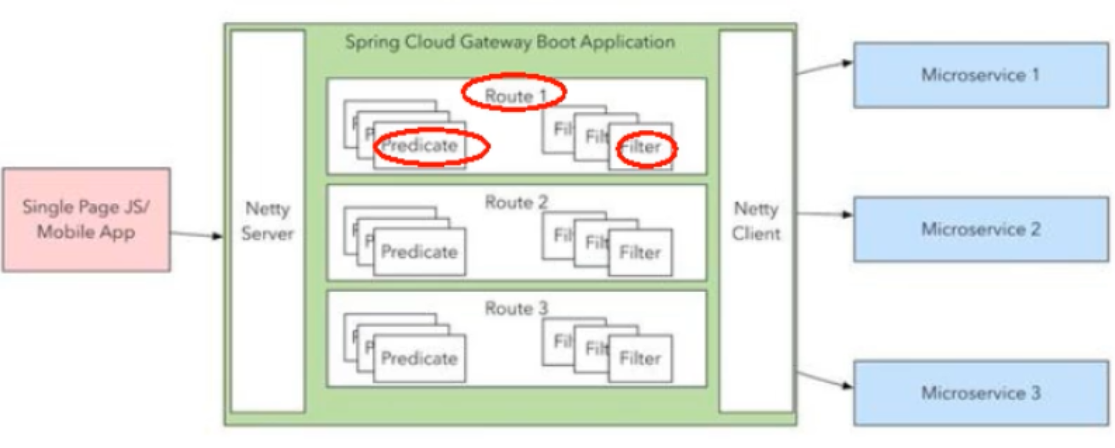 Spring Cloud Gateway Boot Application
Single Page JS/
Mobile App
Netty
Server
Route 1
Predicate
Fil
Filt
Filter
Route 2
Predicate
Fil
Filt
Filter
Route 3
Predicate
Fil
Filt
Filter
Netty
Client
Microservice 1
Microservice 2
Microservice 3